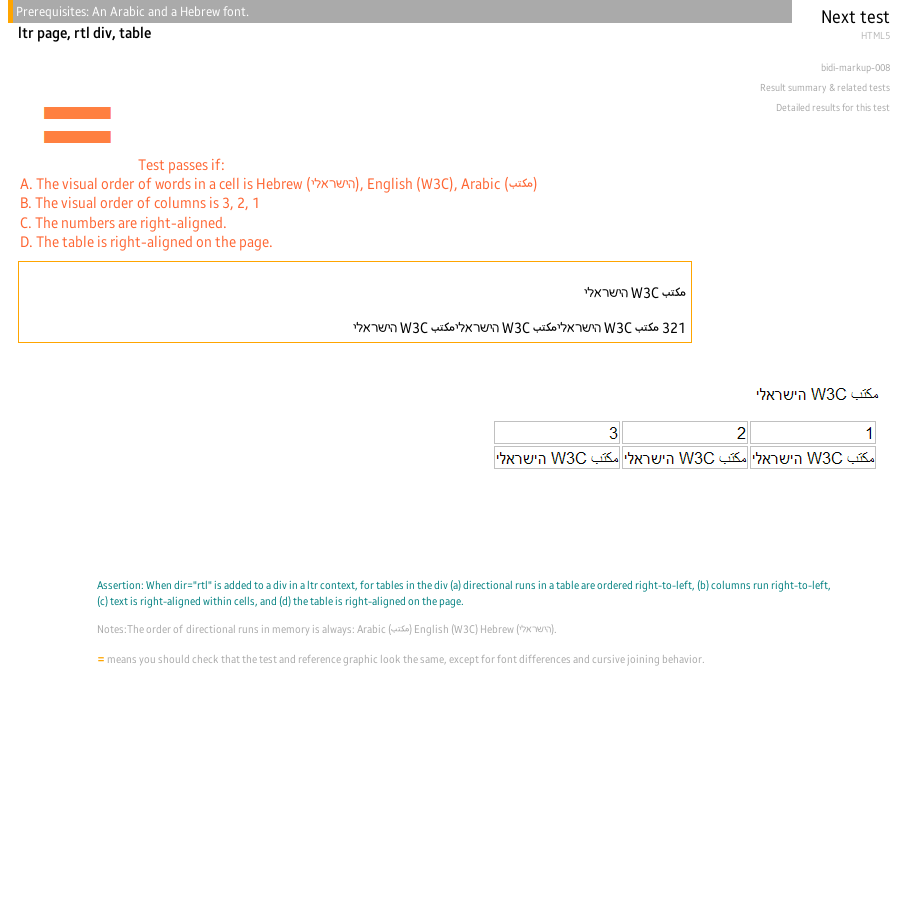 Prerequisites: An Arabic and a Hebrew font.
Next test
ltr page, rtl div, table
HTML5
bidi-markup-008
Result summary & related tests
Detailed results for this test
=
Test passes if:
A. The visual order of words in a cell is Hebrew (הישראלי), English (W3C), Arabic (مكتب)
B. The visual order of columns is 3, 2, 1
C. The numbers are right-aligned.
D. The table is right-aligned on the page.
مكتب W3C הישראלי
321 مكتب W3C הישראליمكتب W3C הישראליمكتب W3C הישראלי
مكتب W3C הישראלי
1 2 3
مكتب W3C הישראלי مكتب W3C הישראלי مكتب W3C הישראלי
Assertion: When dir="rtl" is added to a div in a ltr context, for tables in the div (a) directional runs in a table are ordered right-to-left, (b) columns run right-to-left,
(c) text is right-aligned within cells, and (d) the table is right-aligned on the page.
Notes:The order of directional runs in memory is always: Arabic (مكتب) English (W3C) Hebrew (הישראלי).
= means you should check that the test and reference graphic look the same, except for font differences and cursive joining behavior.